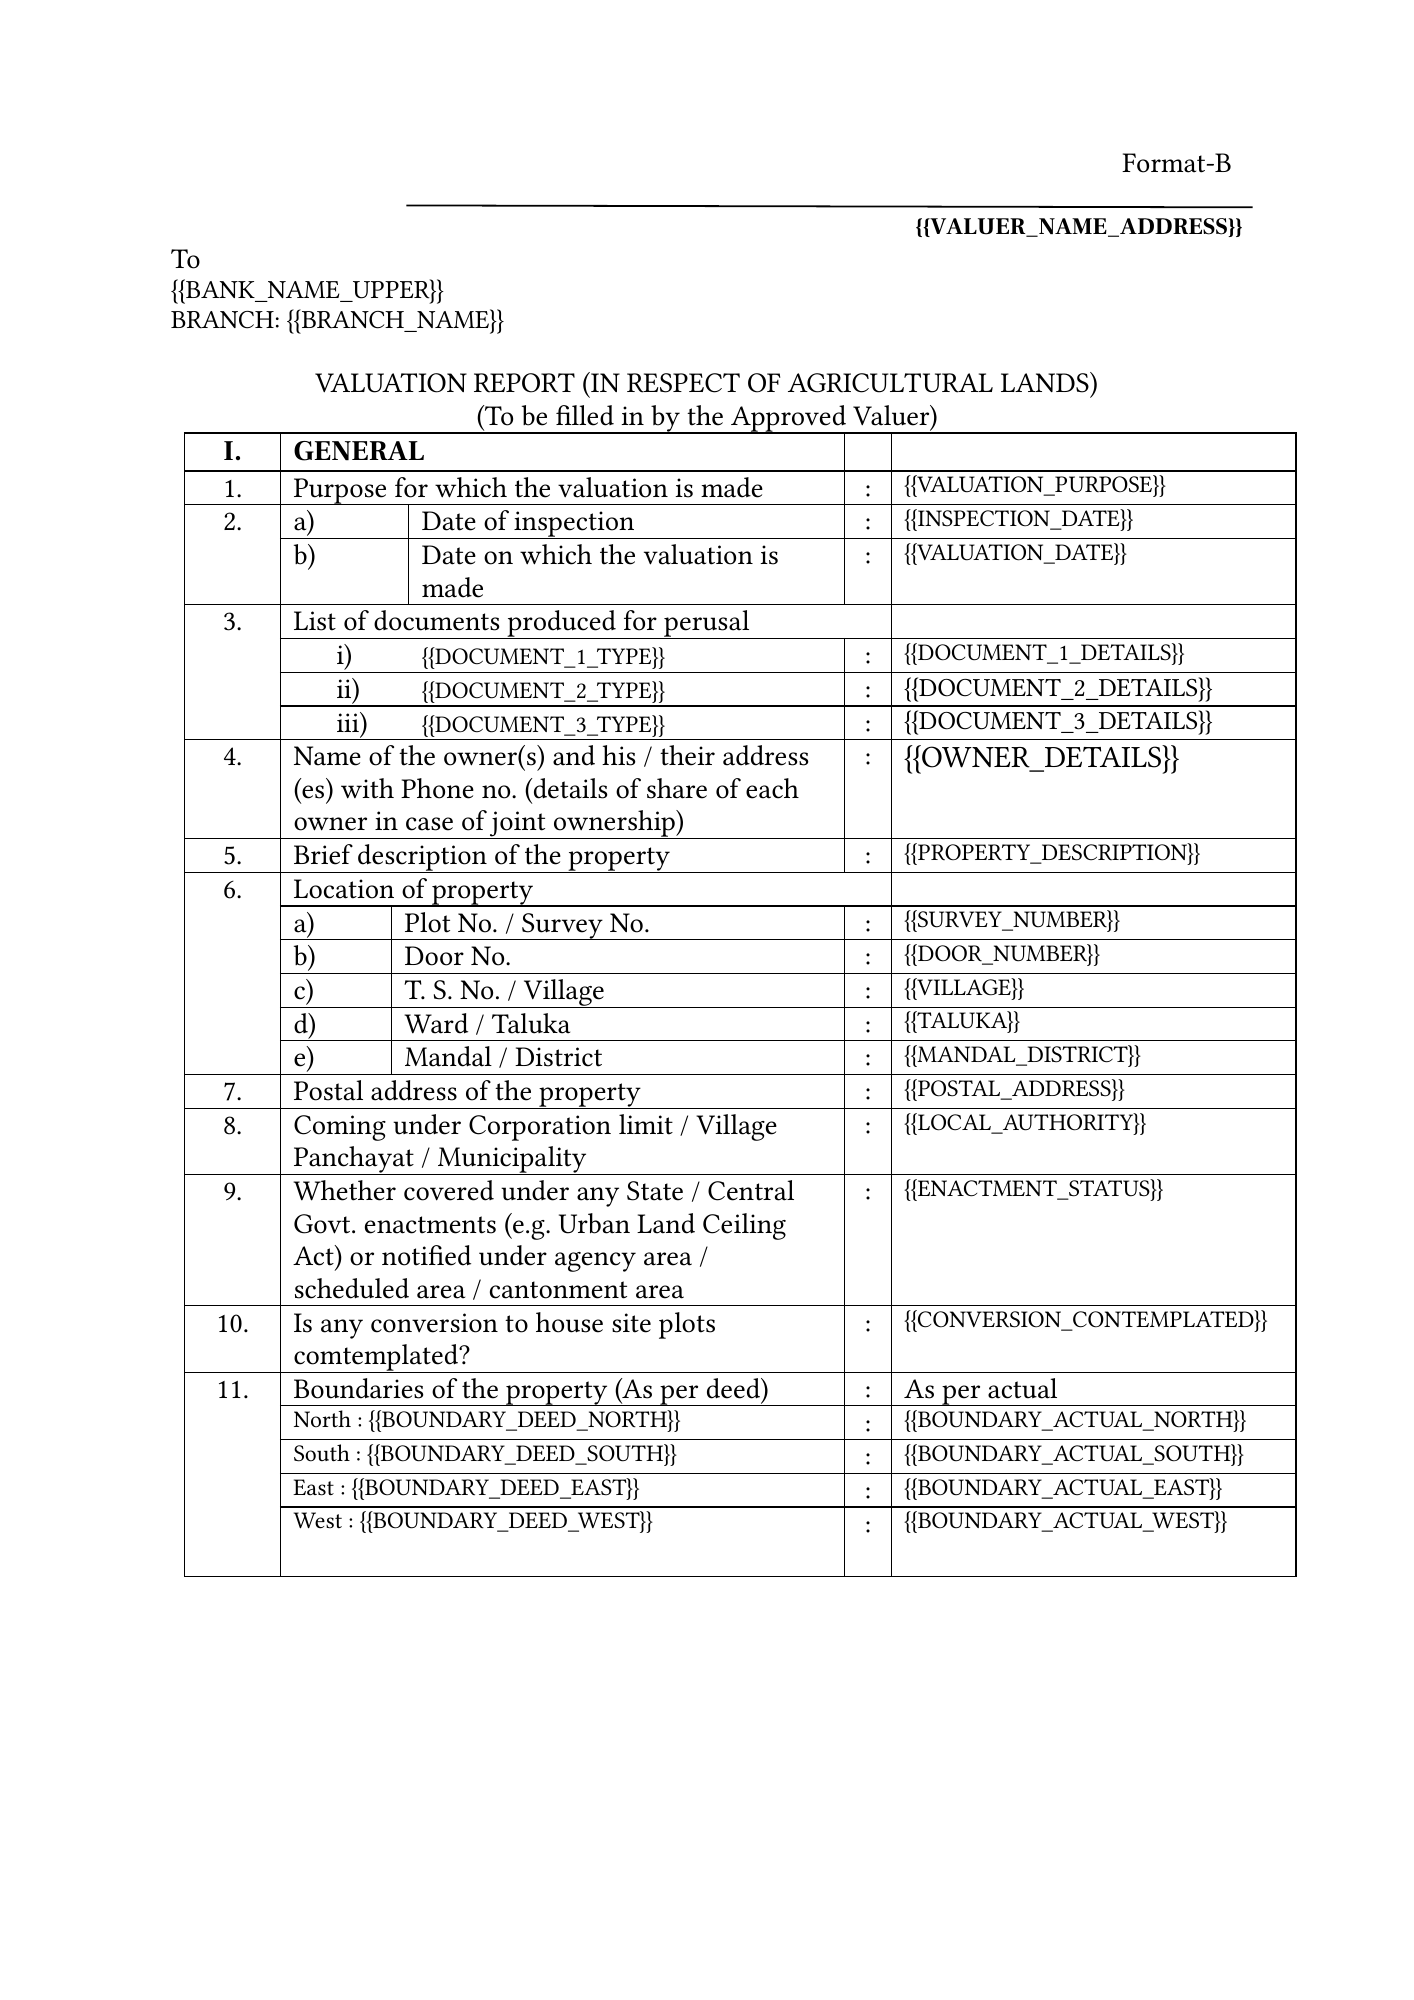 Format-B
{{VALUER_NAME_ADDRESS}}
To
{{BANK_NAME_UPPER}}
BRANCH: {{BRANCH_NAME}}
VALUATION REPORT (IN RESPECT OF AGRICULTURAL LANDS)
(To be filled in by the Approved Valuer)
I. GENERAL
1. Purpose for which the valuation is made : {{VALUATION_PURPOSE}}
2. a) Date of inspection : {{INSPECTION_DATE}}
b) Date on which the valuation is : {{VALUATION_DATE}}
made
3. List of documents produced for perusal
i) {{DOCUMENT_1_TYPE}} : {{DOCUMENT_1_DETAILS}}
ii) {{DOCUMENT_2_TYPE}} : {{DOCUMENT_2_DETAILS}}
iii) {{DOCUMENT_3_TYPE}} : {{DOCUMENT_3_DETAILS}}
4. Name of the owner(s) and his / their address : {{OWNER_DETAILS}}
(es) with Phone no. (details of share of each
owner in case of joint ownership)
5. Brief description of the property : {{PROPERTY_DESCRIPTION}}
6. Location of property
a) Plot No. / Survey No. : {{SURVEY_NUMBER}}
b) Door No. : {{DOOR_NUMBER}}
c) T. S. No. / Village : {{VILLAGE}}
d) Ward / Taluka : {{TALUKA}}
e) Mandal / District : {{MANDAL_DISTRICT}}
7. Postal address of the property : {{POSTAL_ADDRESS}}
8. Coming under Corporation limit / Village : {{LOCAL_AUTHORITY}}
Panchayat / Municipality
9. Whether covered under any State / Central : {{ENACTMENT_STATUS}}
Govt. enactments (e.g. Urban Land Ceiling
Act) or notified under agency area /
scheduled area / cantonment area
10. Is any conversion to house site plots : {{CONVERSION_CONTEMPLATED}}
comtemplated?
11. Boundaries of the property (As per deed) : As per actual
North : {{BOUNDARY_DEED_NORTH}} : {{BOUNDARY_ACTUAL_NORTH}}
South : {{BOUNDARY_DEED_SOUTH}} : {{BOUNDARY_ACTUAL_SOUTH}}
East : {{BOUNDARY_DEED_EAST}} : {{BOUNDARY_ACTUAL_EAST}}
West : {{BOUNDARY_DEED_WEST}} : {{BOUNDARY_ACTUAL_WEST}}